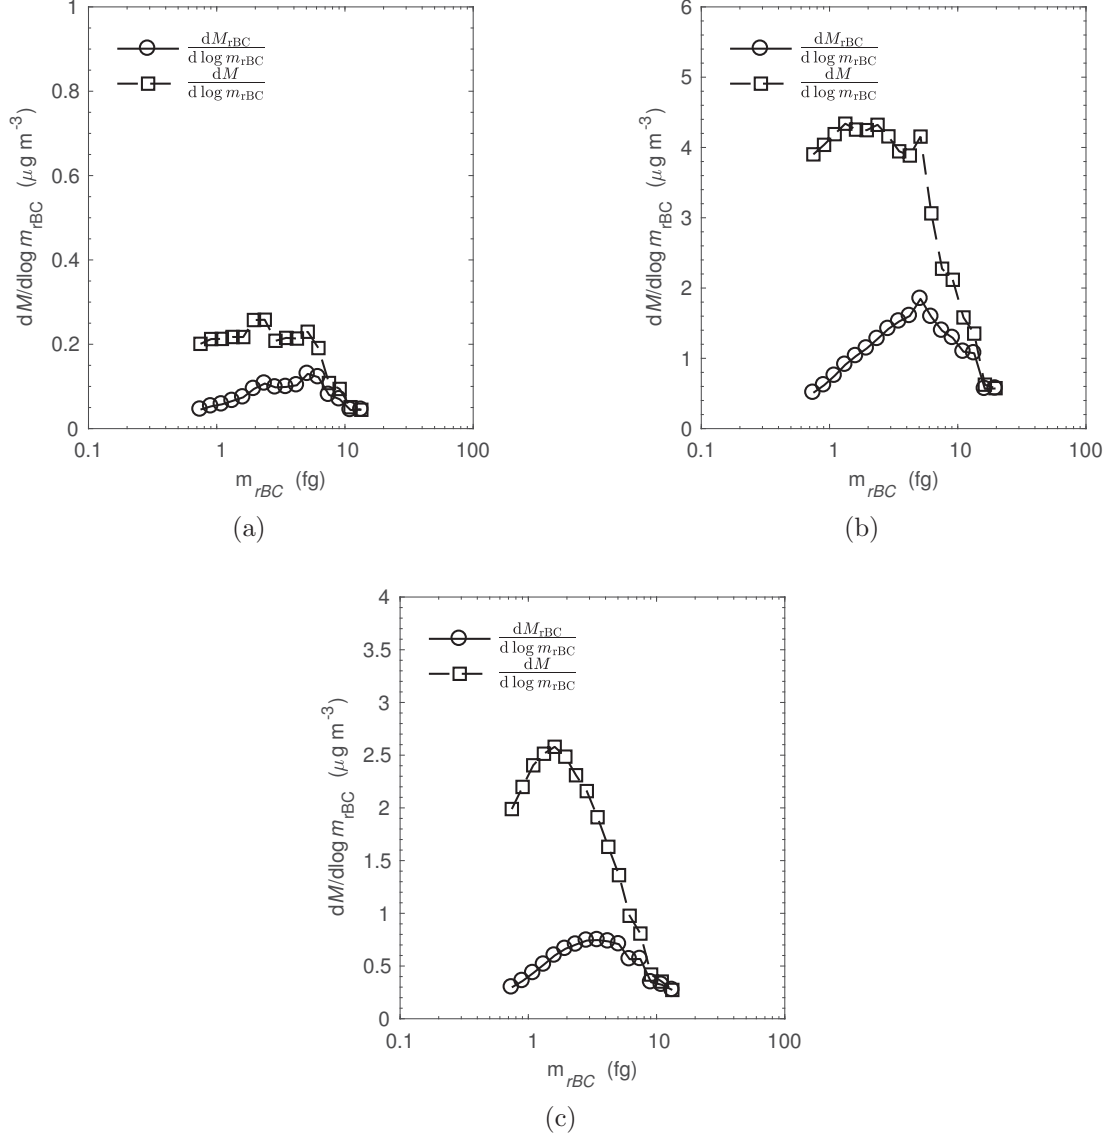 1
0.8
0.6
0.4
0.2
0
dM/dlog m_rBC (μg m^-3)
dM_rBC
d log m_rBC
dM
d log m_rBC
0.1 1 10 100
m_rBC (fg)
(a)
6
5
4
3
2
1
0
dM/dlog m_rBC (μg m^-3)
dM_rBC
d log m_rBC
dM
d log m_rBC
0.1 1 10 100
m_rBC (fg)
(b)
4
3.5
3
2.5
2
1.5
1
0.5
0
dM/dlog m_rBC (μg m^-3)
dM_rBC
d log m_rBC
dM
d log m_rBC
0.1 1 10 100
m_rBC (fg)
(c)